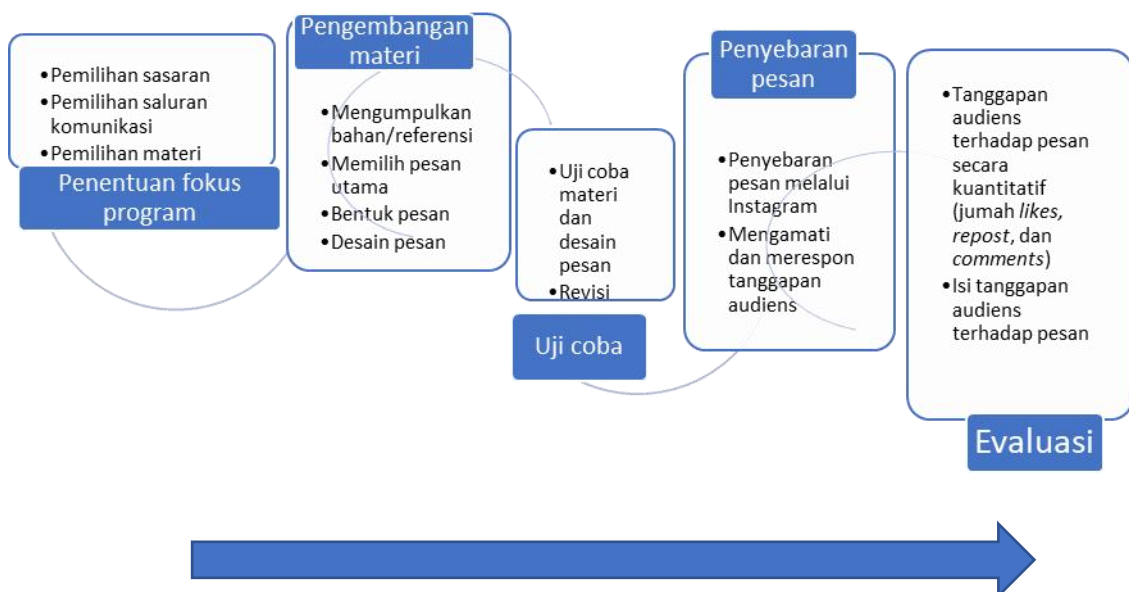 •Pemilihan sasaran
•Pemilihan saluran
komunikasi
•Pemilihan materi
Penentuan fokus
program
Pengembangan
materi
•Mengumpulkan
bahan/referensi
•Memilih pesan
utama
•Bentuk pesan
•Desain pesan
•Uji coba
materi
dan
desain
pesan
•Revisi
Uji coba
Penyebaran
pesan
•Penyebaran
pesan melalui
Instagram
•Mengamati
dan merespon
tanggapan
audiens
•Tanggapan
audiens
terhadap pesan
secara
kuantitatif
(jumah likes,
repost, dan
comments)
•Isi tanggapan
audiens
terhadap pesan
Evaluasi